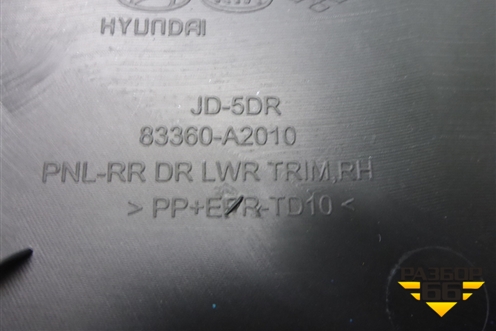 HYUNDAI
JD-5DR
83360-A2010
PNL-RR DR LWR TRIM,RH
> PP+EPR-TD10 <
РАЗБОР
66